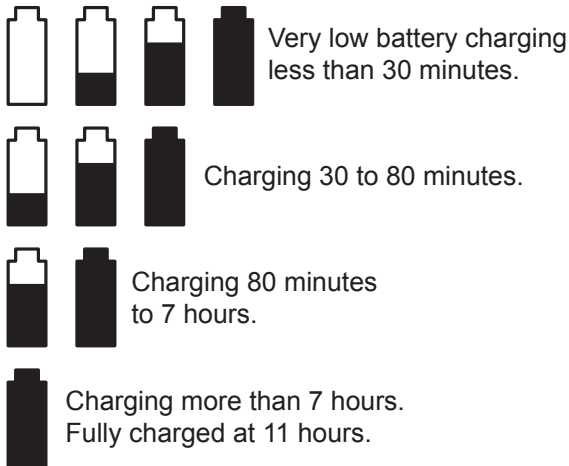 Very low battery charging
less than 30 minutes.
Charging 30 to 80 minutes.
Charging 80 minutes
to 7 hours.
Charging more than 7 hours.
Fully charged at 11 hours.